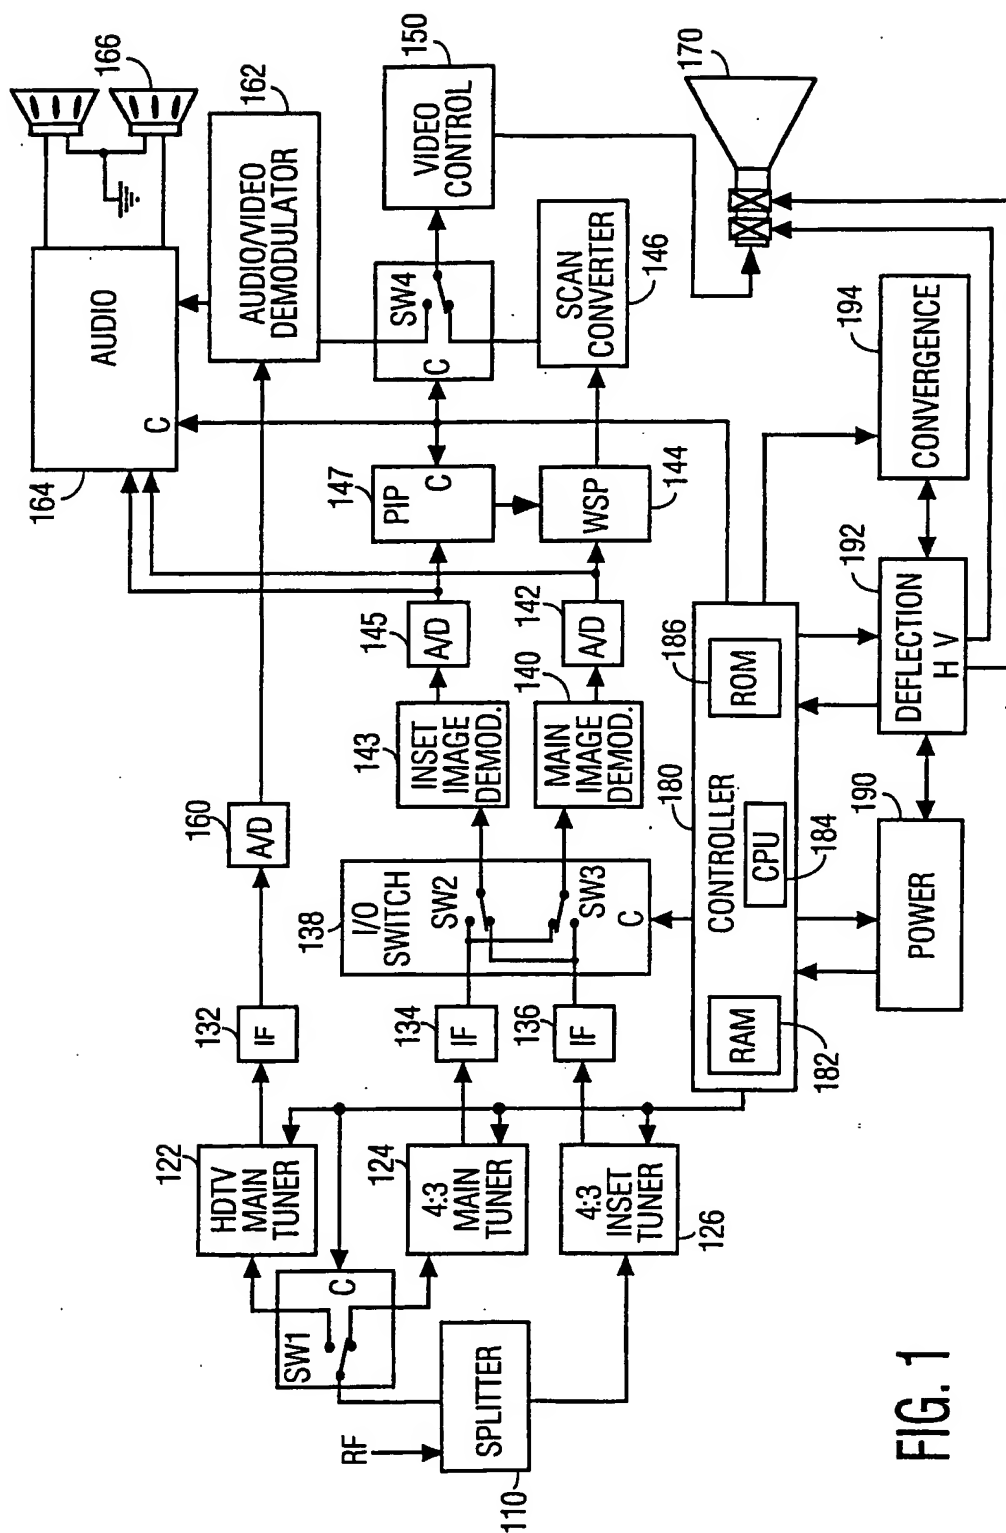 RF
110
SPLITTER
SW1
C
122
HDTV
MAIN
TUNER
124
4:3
MAIN
TUNER
4:3
INSET
TUNER
126
132
IF
134
IF
136
IF
138
I/O
SWITCH
SW2
SW3
C
160
A/D
143
INSET
IMAGE
DEMOD.
140
MAIN
IMAGE
DEMOD.
145
A/D
142
A/D
147
PIP
C
WSP
144
164
AUDIO
C
166
AUDIO/VIDEO
DEMODULATOR
162
SW4
C
SCAN
CONVERTER
146
VIDEO
CONTROL
150
170
180
CONTROLLER
RAM
182
CPU
184
ROM
186
190
POWER
192
DEFLECTION
H V
194
CONVERGENCE
FIG. 1